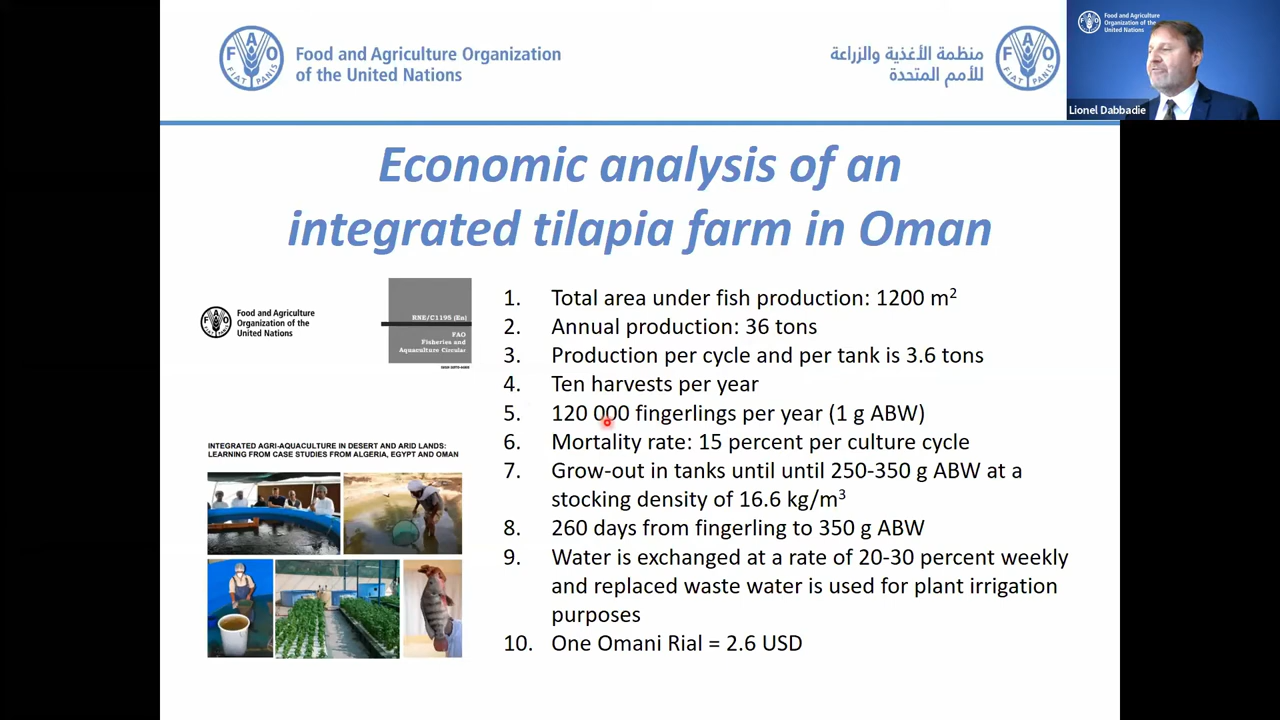 Food and Agriculture Organization
of the United Nations
منظمة الأغذية والزراعة
للأمم المتحدة
Food and Agriculture
Organization of the
United Nations
Lionel Dabbadie
Economic analysis of an
integrated tilapia farm in Oman
Food and Agriculture
Organization of the
United Nations
RNE/C1195 (En)
FAO
Fisheries and
Aquaculture Circular
INTEGRATED AGRI-AQUACULTURE IN DESERT AND ARID LANDS:
LEARNING FROM CASE STUDIES FROM ALGERIA, EGYPT AND OMAN
1. Total area under fish production: 1200 m²
2. Annual production: 36 tons
3. Production per cycle and per tank is 3.6 tons
4. Ten harvests per year
5. 120 000 fingerlings per year (1 g ABW)
6. Mortality rate: 15 percent per culture cycle
7. Grow-out in tanks until until 250-350 g ABW at a
stocking density of 16.6 kg/m³
8. 260 days from fingerling to 350 g ABW
9. Water is exchanged at a rate of 20-30 percent weekly
and replaced waste water is used for plant irrigation
purposes
10. One Omani Rial = 2.6 USD